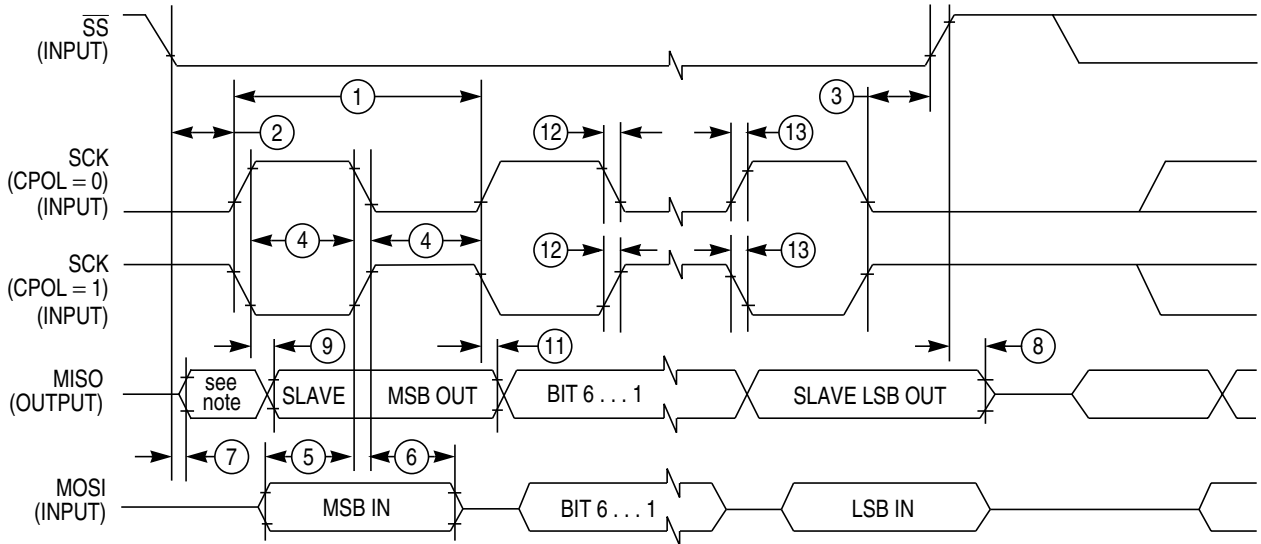 SS
(INPUT)
1
3
2
12
13
SCK
(CPOL = 0)
(INPUT)
4
4
12
13
SCK
(CPOL = 1)
(INPUT)
9
11
8
MISO
(OUTPUT)
see
note
SLAVE
MSB OUT
BIT 6 . . . 1
SLAVE LSB OUT
7
5
6
MOSI
(INPUT)
MSB IN
BIT 6 . . . 1
LSB IN